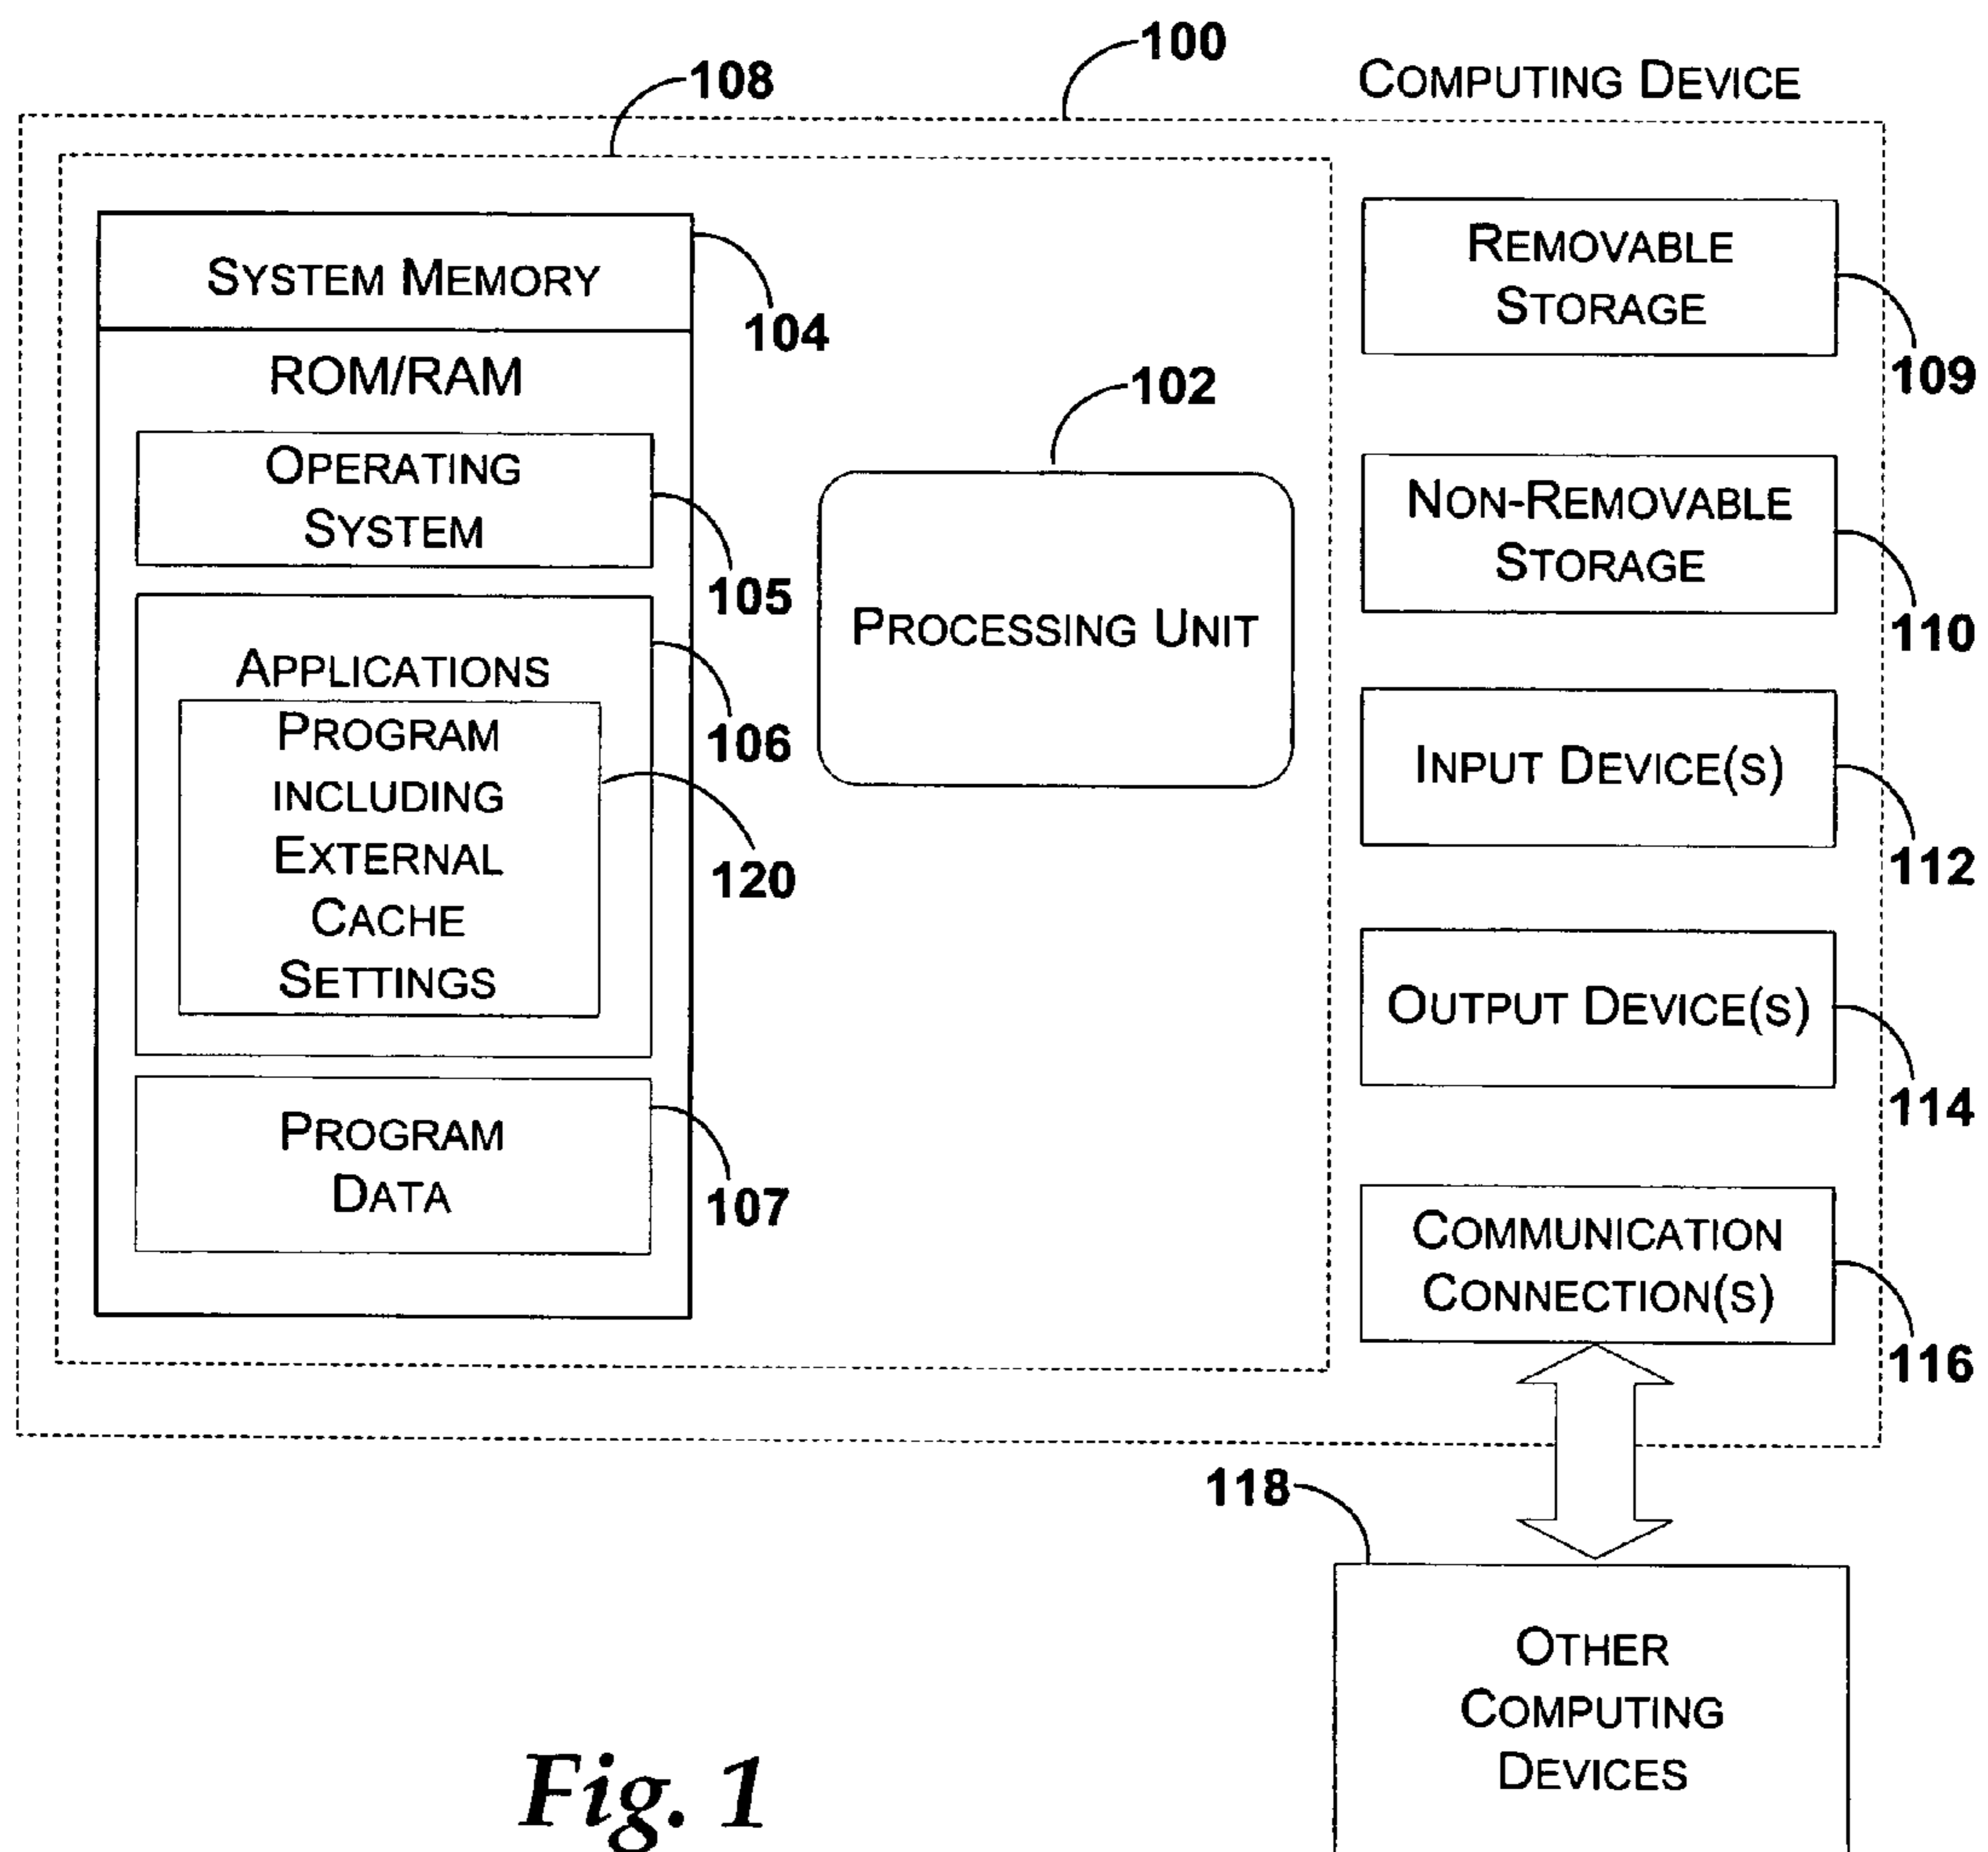 100
COMPUTING DEVICE
108
SYSTEM MEMORY
104
ROM/RAM
OPERATING
SYSTEM
105
APPLICATIONS
106
PROGRAM
INCLUDING
EXTERNAL
CACHE
SETTINGS
120
PROGRAM
DATA
107
102
PROCESSING UNIT
REMOVABLE
STORAGE
109
NON-REMOVABLE
STORAGE
110
INPUT DEVICE(S)
112
OUTPUT DEVICE(S)
114
COMMUNICATION
CONNECTION(S)
116
118
OTHER
COMPUTING
DEVICES
Fig. 1